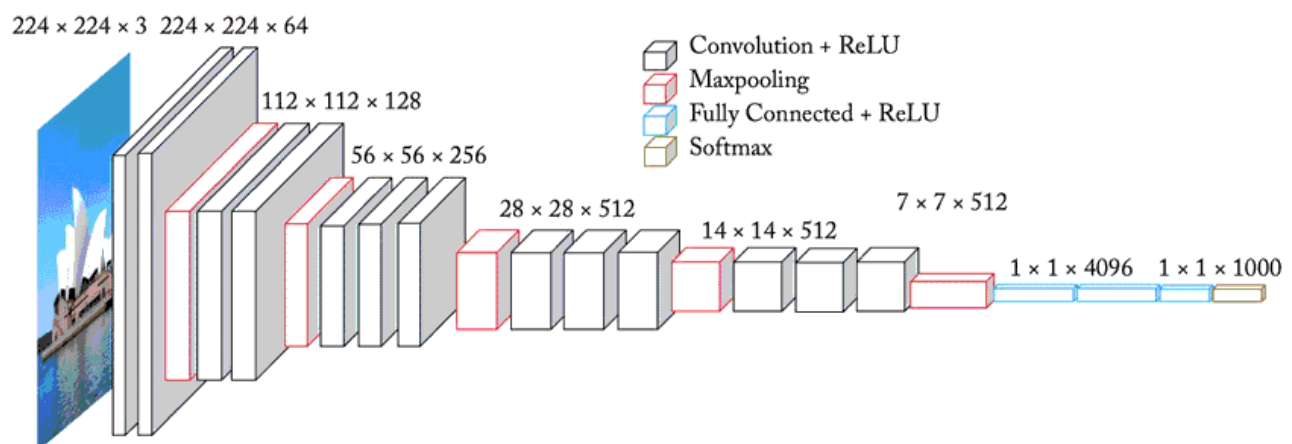 224 × 224 × 3
224 × 224 × 64
112 × 112 × 128
56 × 56 × 256
28 × 28 × 512
14 × 14 × 512
7 × 7 × 512
1 × 1 × 4096
1 × 1 × 1000
Convolution + ReLU
Maxpooling
Fully Connected + ReLU
Softmax